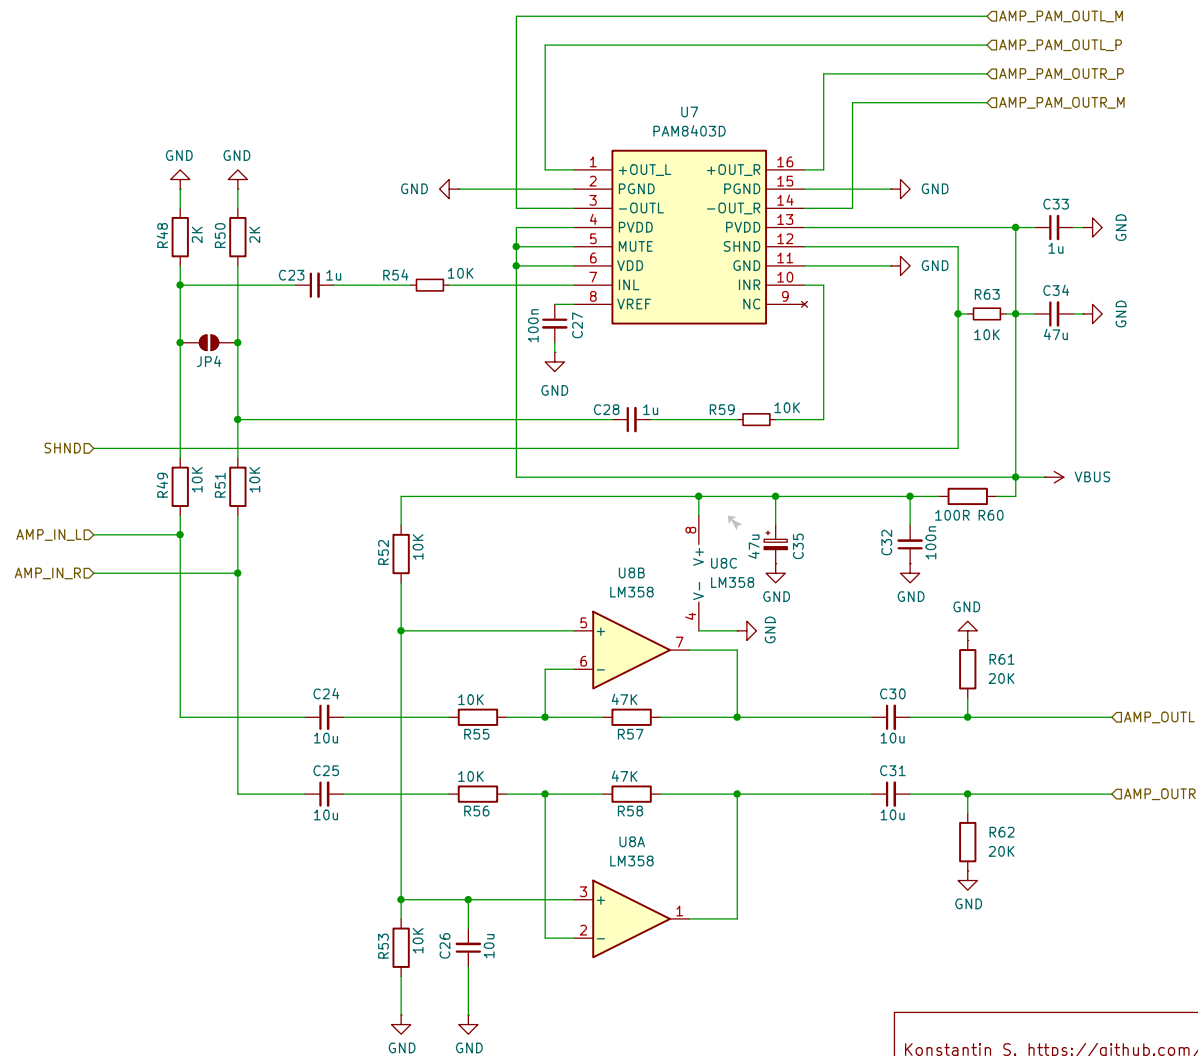 AMP_PAM_OUTL_M
AMP_PAM_OUTL_P
AMP_PAM_OUTR_P
AMP_PAM_OUTR_M
U7
PAM8403D
1 +OUT_L +OUT_R 16
2 PGND PGND 15
3 -OUTL -OUT_R 14
4 PVDD PVDD 13
5 MUTE SHND 12
6 VDD GND 11
7 INL INR 10
8 VREF NC 9
GND
GND
GND
GND
GND
R48
2K
R50
2K
C23 1u
R54 10K
100n
C27
GND
C33
1u
GND
C34
47u
GND
R63
10K
JP4
C28 1u
R59 10K
SHND
R49
10K
R51
10K
VBUS
100R R60
AMP_IN_L
AMP_IN_R
R52
10K
8
V+
V-
4
U8C
LM358
GND
47u
+
C35
GND
C32
100n
GND
U8B
LM358
5 +
6 -
7
GND
R61
20K
C24
10u
10K
R55
47K
R57
C30
10u
AMP_OUTL
C25
10u
10K
R56
47K
R58
C31
10u
AMP_OUTR
R62
20K
GND
U8A
LM358
3 +
2 -
1
R53
10K
C26
10u
GND
GND
Konstantin S. https://github.com/